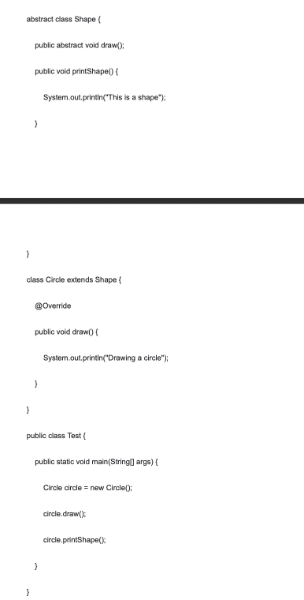 abstract class Shape {
public abstract void draw();
public void printShape() {
System.out.println("This is a shape");
}
}
class Circle extends Shape {
@Override
public void draw() {
System.out.println("Drawing a circle");
}
}
public class Test {
public static void main(String[] args) {
Circle circle = new Circle();
circle.draw();
circle.printShape();
}
}